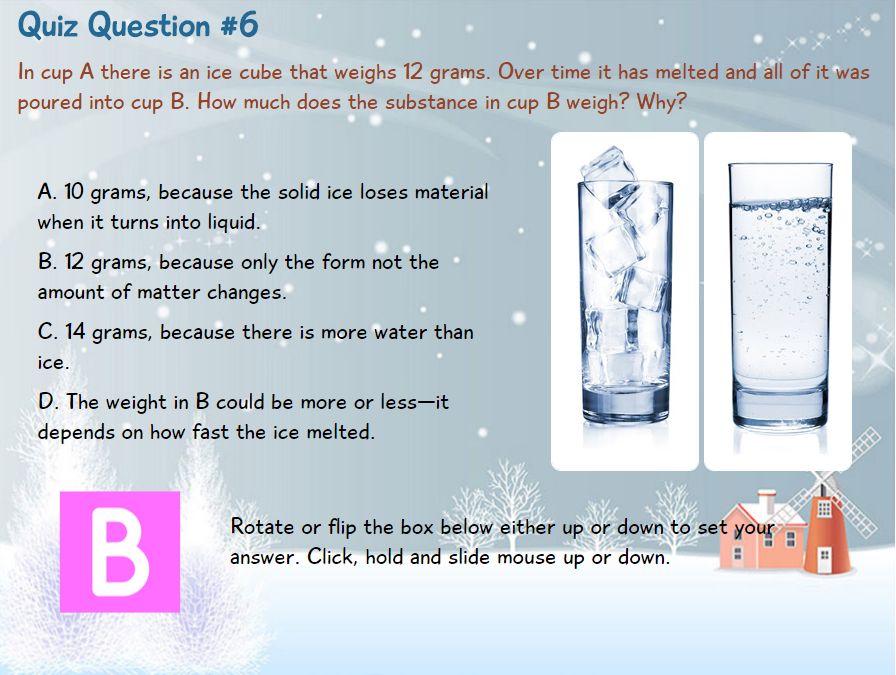 Quiz Question #6
In cup A there is an ice cube that weighs 12 grams. Over time it has melted and all of it was
poured into cup B. How much does the substance in cup B weigh? Why?
A. 10 grams, because the solid ice loses material
when it turns into liquid.
B. 12 grams, because only the form not the
amount of matter changes.
C. 14 grams, because there is more water than
ice.
D. The weight in B could be more or less—it
depends on how fast the ice melted.
B
Rotate or flip the box below either up or down to set your
answer. Click, hold and slide mouse up or down.